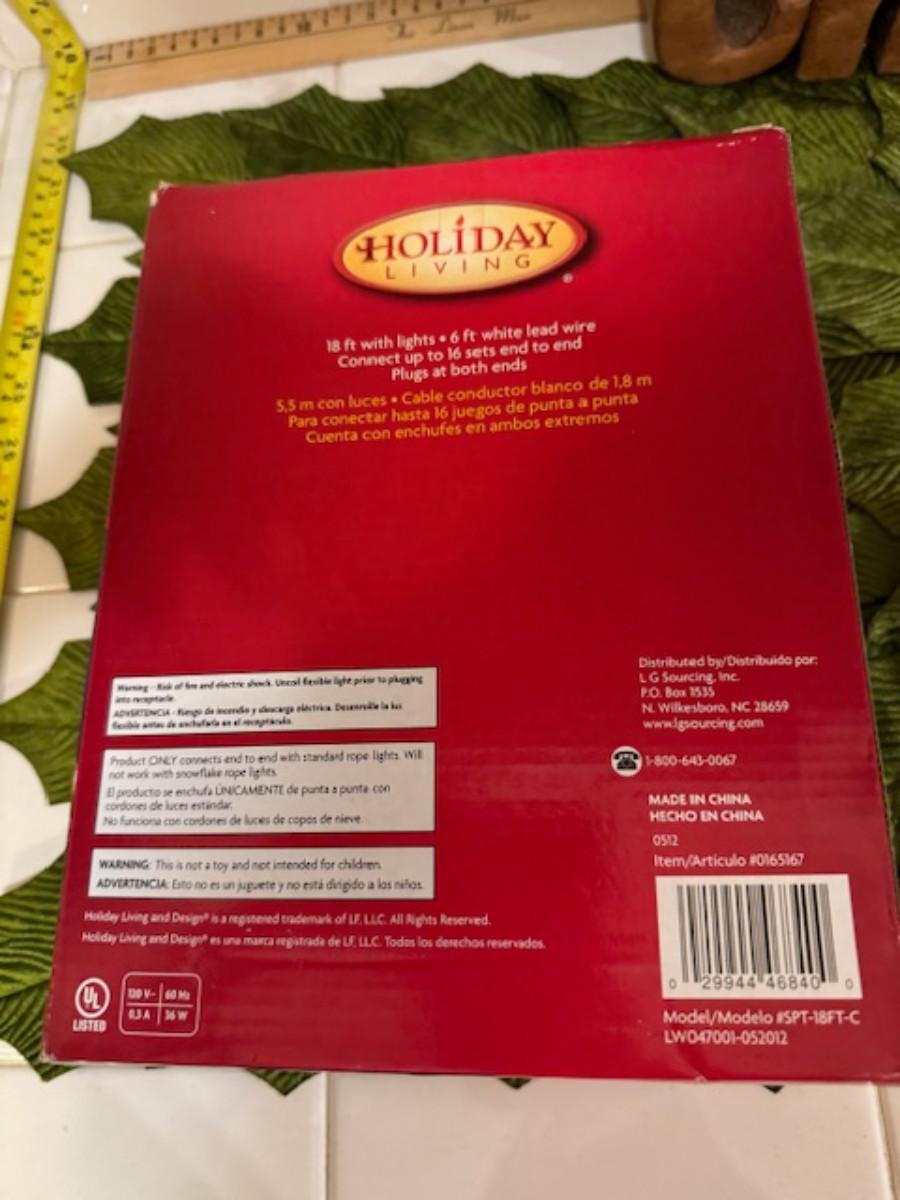 The Linen Man
HOLIDAY
LIVING
®
18 ft with lights • 6 ft white lead wire
Connect up to 16 sets end to end
Plugs at both ends
5,5 m con luces • Cable conductor blanco de 1,8 m
Para conectar hasta 16 juegos de punta a punta
Cuenta con enchufes en ambos extremos
Warning - Risk of fire and electric shock. Uncoil flexible light prior to plugging
into receptacle.
ADVERTENCIA - Riesgo de incendio y descarga eléctrica. Desenrolle la luz
flexible antes de enchufarla en el receptáculo.
Product ONLY connects end to end with standard rope lights. Will
not work with snowflake rope lights.
El producto se enchufa ÚNICAMENTE de punta a punta con
cordones de luces estándar.
No funciona con cordones de luces de copos de nieve.
WARNING: This is not a toy and not intended for children.
ADVERTENCIA: Esto no es un juguete y no está dirigido a los niños.
Holiday Living and Design® is a registered trademark of LF, LLC. All Rights Reserved.
Holiday Living and Design® es una marca registrada de LF, LLC. Todos los derechos reservados.
UL
LISTED
120 V~ 60 Hz
0,3 A 36 W
Distributed by/Distribuido por:
L G Sourcing, Inc.
P.O. Box 1535
N. Wilkesboro, NC 28659
www.lgsourcing.com
1-800-643-0067
MADE IN CHINA
HECHO EN CHINA
0512
Item/Artículo #0165167
0 29944 46840 0
Model/Modelo #SPT-18FT-C
LW047001-052012